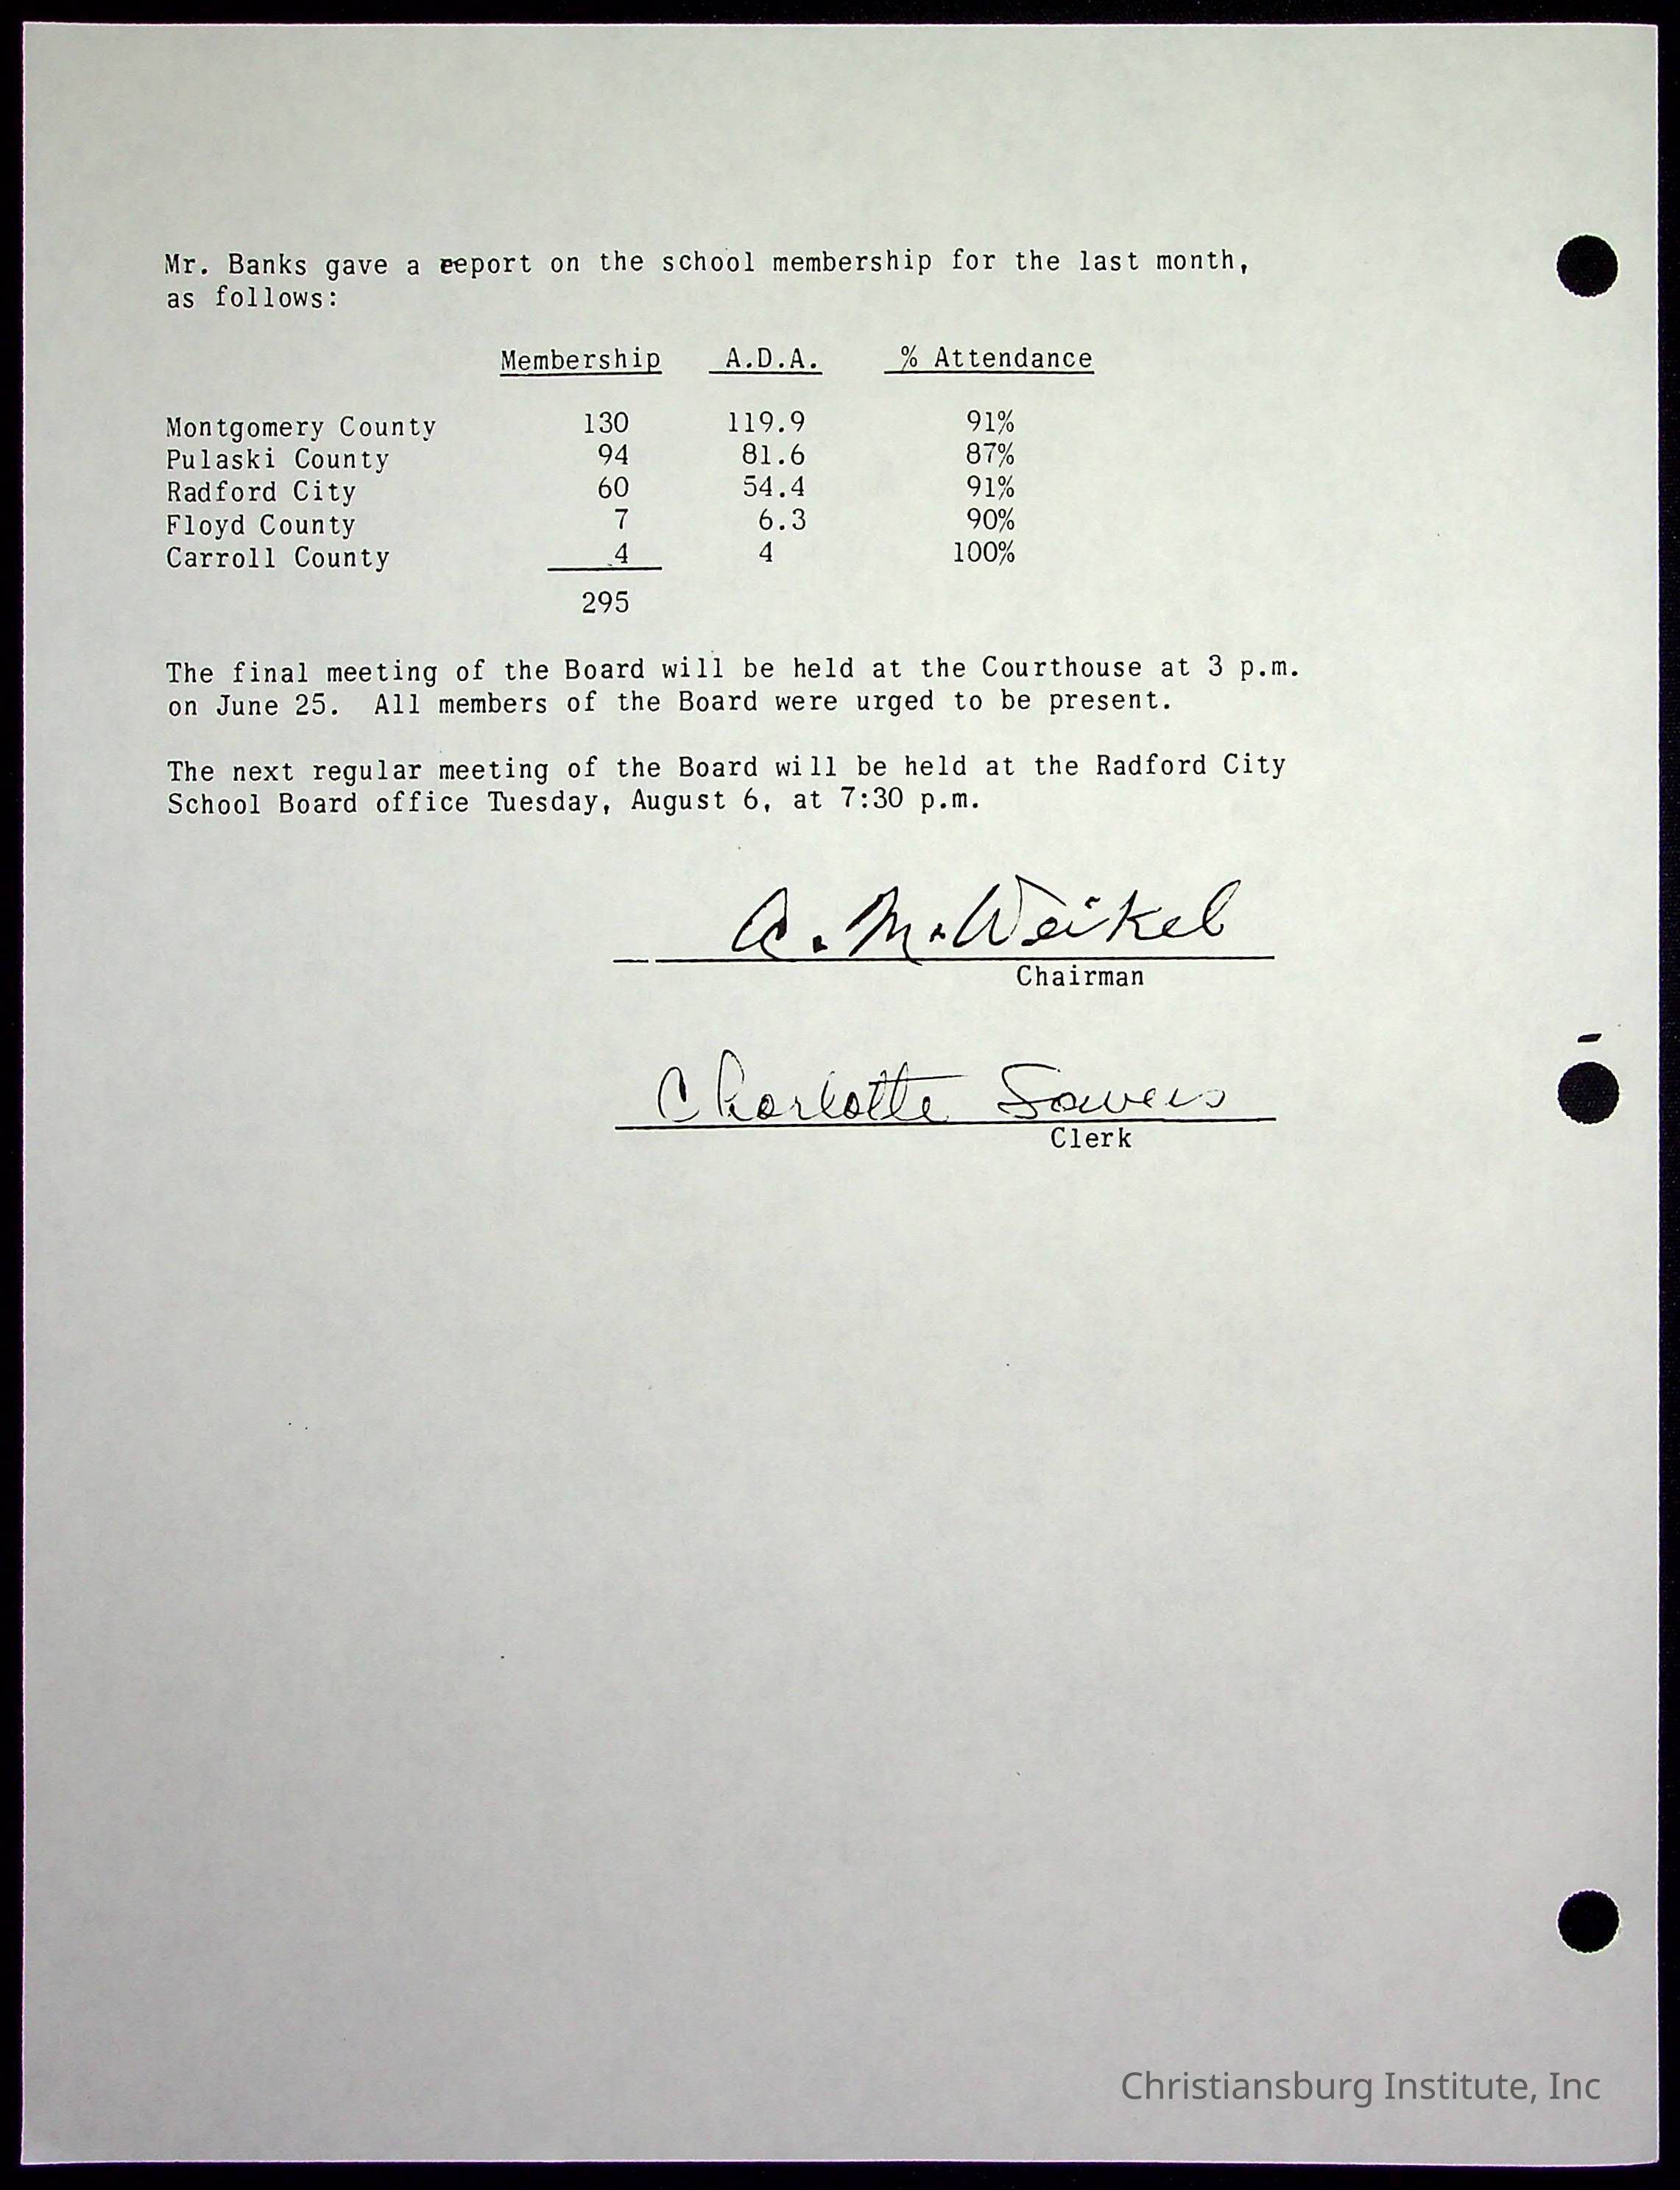 Mr. Banks gave a report on the school membership for the last month,
as follows:
Membership A.D.A. % Attendance
Montgomery County 130 119.9 91%
Pulaski County 94 81.6 87%
Radford City 60 54.4 91%
Floyd County 7 6.3 90%
Carroll County 4 4 100%
295
The final meeting of the Board will be held at the Courthouse at 3 p.m.
on June 25. All members of the Board were urged to be present.
The next regular meeting of the Board will be held at the Radford City
School Board office Tuesday, August 6, at 7:30 p.m.
A. M. Weikel
Chairman
Charlotte Sowers
Clerk
Christiansburg Institute, Inc